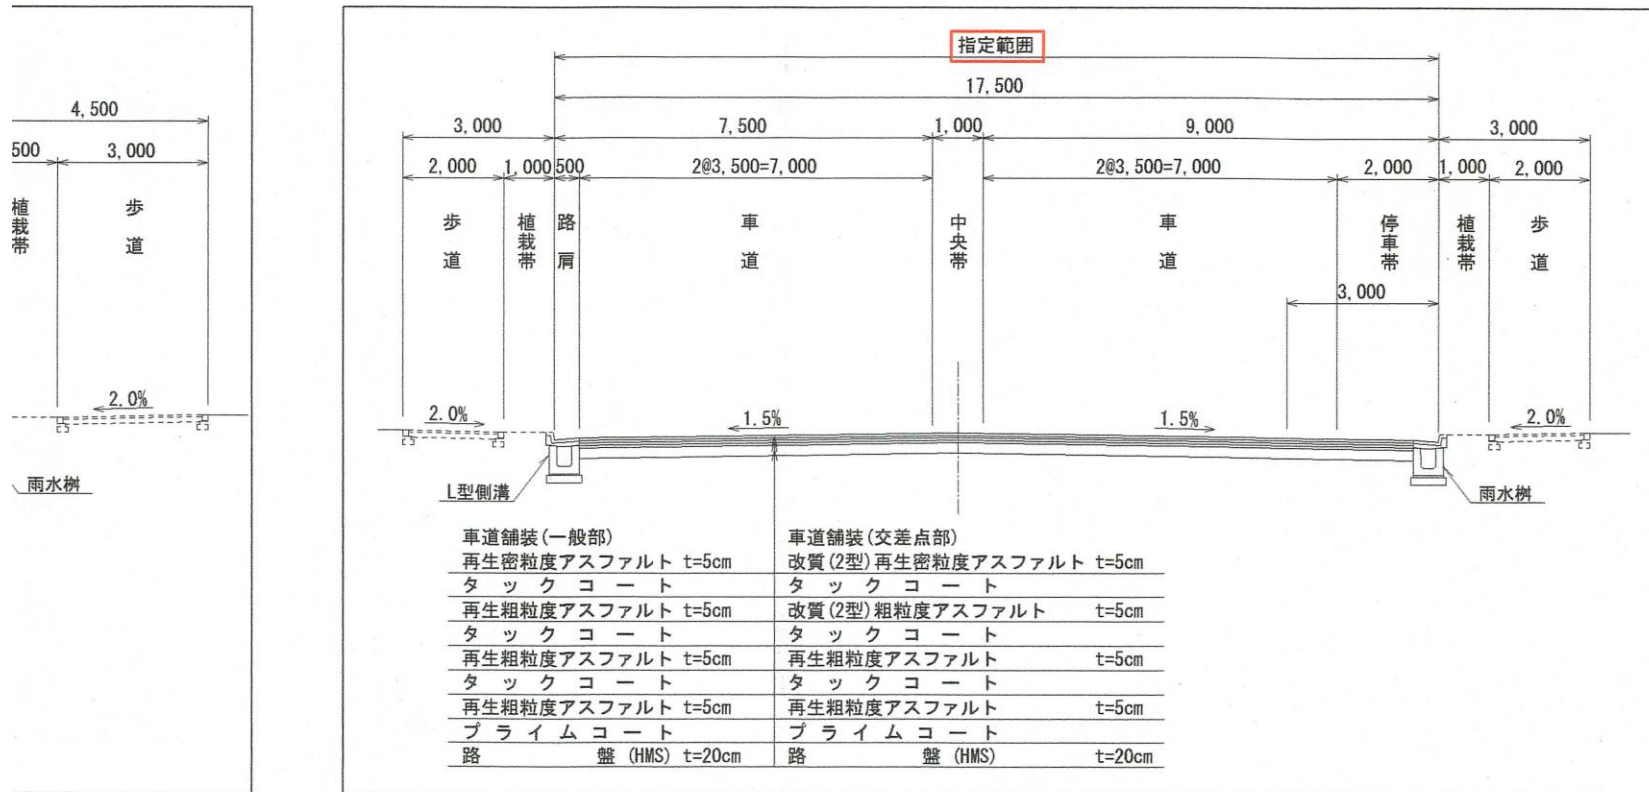 4,500
500
3,000
植栽帯
歩道
2.0%
雨水桝
指定範囲
17,500
3,000
7,500
1,000
9,000
3,000
2,000
1,000
500
2@3,500=7,000
2@3,500=7,000
2,000
1,000
2,000
歩道
植栽帯
路肩
車道
中央帯
車道
停車帯
植栽帯
歩道
3,000
2.0%
1.5%
1.5%
2.0%
L型側溝
雨水桝
車道舗装(一般部)
再生密粒度アスファルト t=5cm
タックコート
再生粗粒度アスファルト t=5cm
タックコート
再生粗粒度アスファルト t=5cm
タックコート
再生粗粒度アスファルト t=5cm
プライムコート
路盤(HMS) t=20cm
車道舗装(交差点部)
改質(2型)再生密粒度アスファルト t=5cm
タックコート
改質(2型)粗粒度アスファルト t=5cm
タックコート
再生粗粒度アスファルト t=5cm
タックコート
再生粗粒度アスファルト t=5cm
プライムコート
路盤(HMS) t=20cm